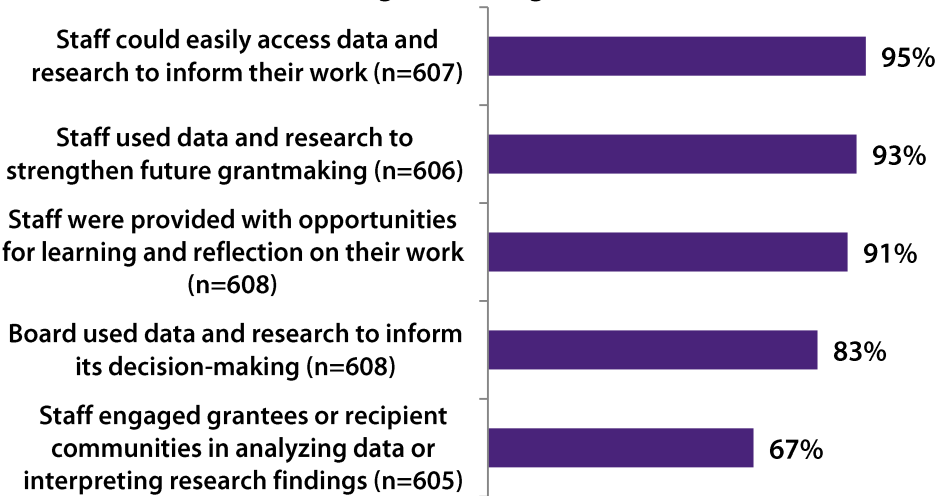 Staff could easily access data and
research to inform their work (n=607)
95%
Staff used data and research to
strengthen future grantmaking (n=606)
93%
Staff were provided with opportunities
for learning and reflection on their work
(n=608)
91%
Board used data and research to inform
its decision-making (n=608)
83%
Staff engaged grantees or recipient
communities in analyzing data or
interpreting research findings (n=605)
67%